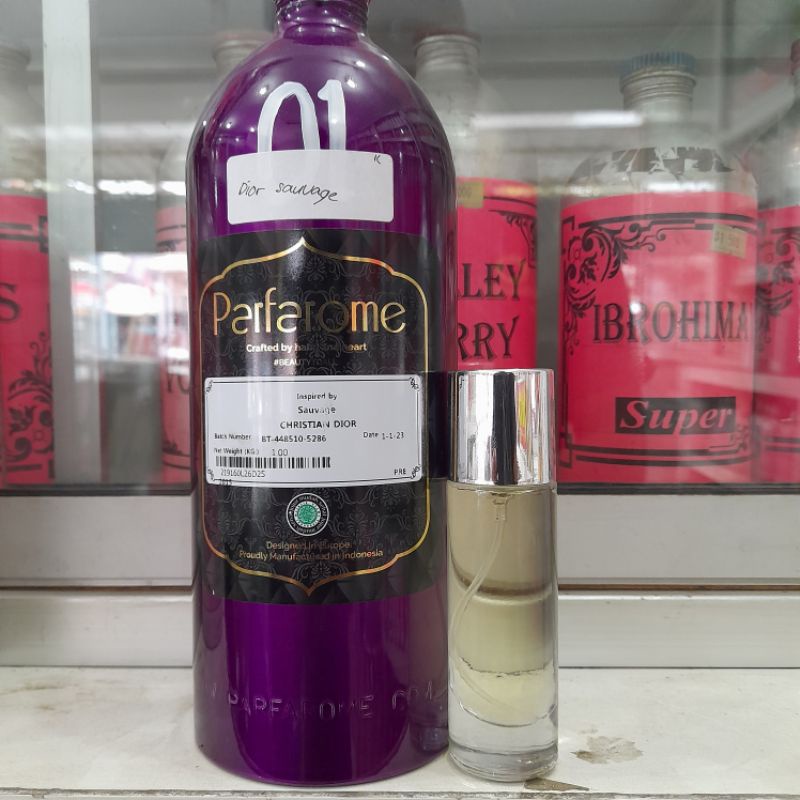 01
K
Dior sauvage
Parfarome
Crafted by hand and heart
#BEAUTY
Inspired by
Sauvage
CHRISTIAN DIOR
Batch Number BT-448510-5286 Date 1-1-23
Net Weight (KG) 1.00
PRE
Designed in Europe
Proudly Manufactured in Indonesia
PARFAROME
LEY
RRY
IBROHIMA
Super